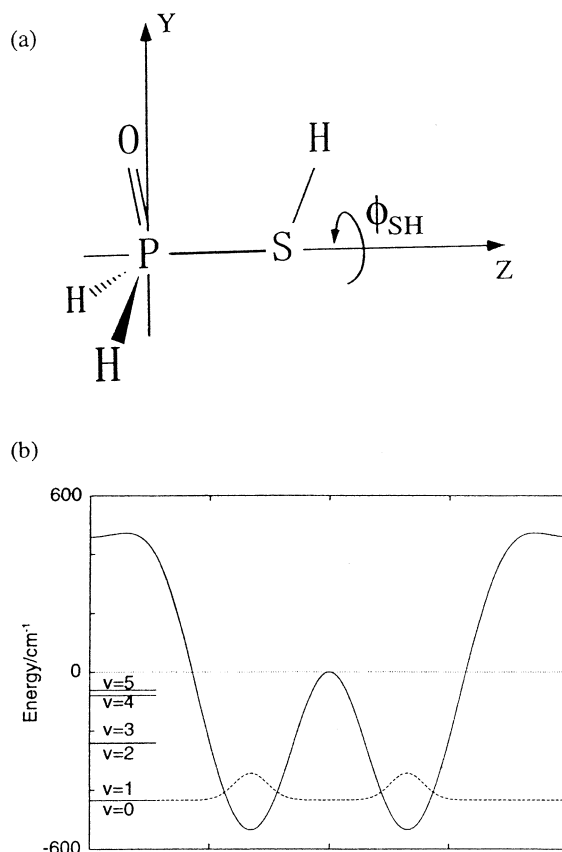 (a)
Y
O
H
ϕSH
P
S
Z
H
H
(b)
600
0
-600
Energy/cm-1
v=5
v=4
v=3
v=2
v=1
v=0